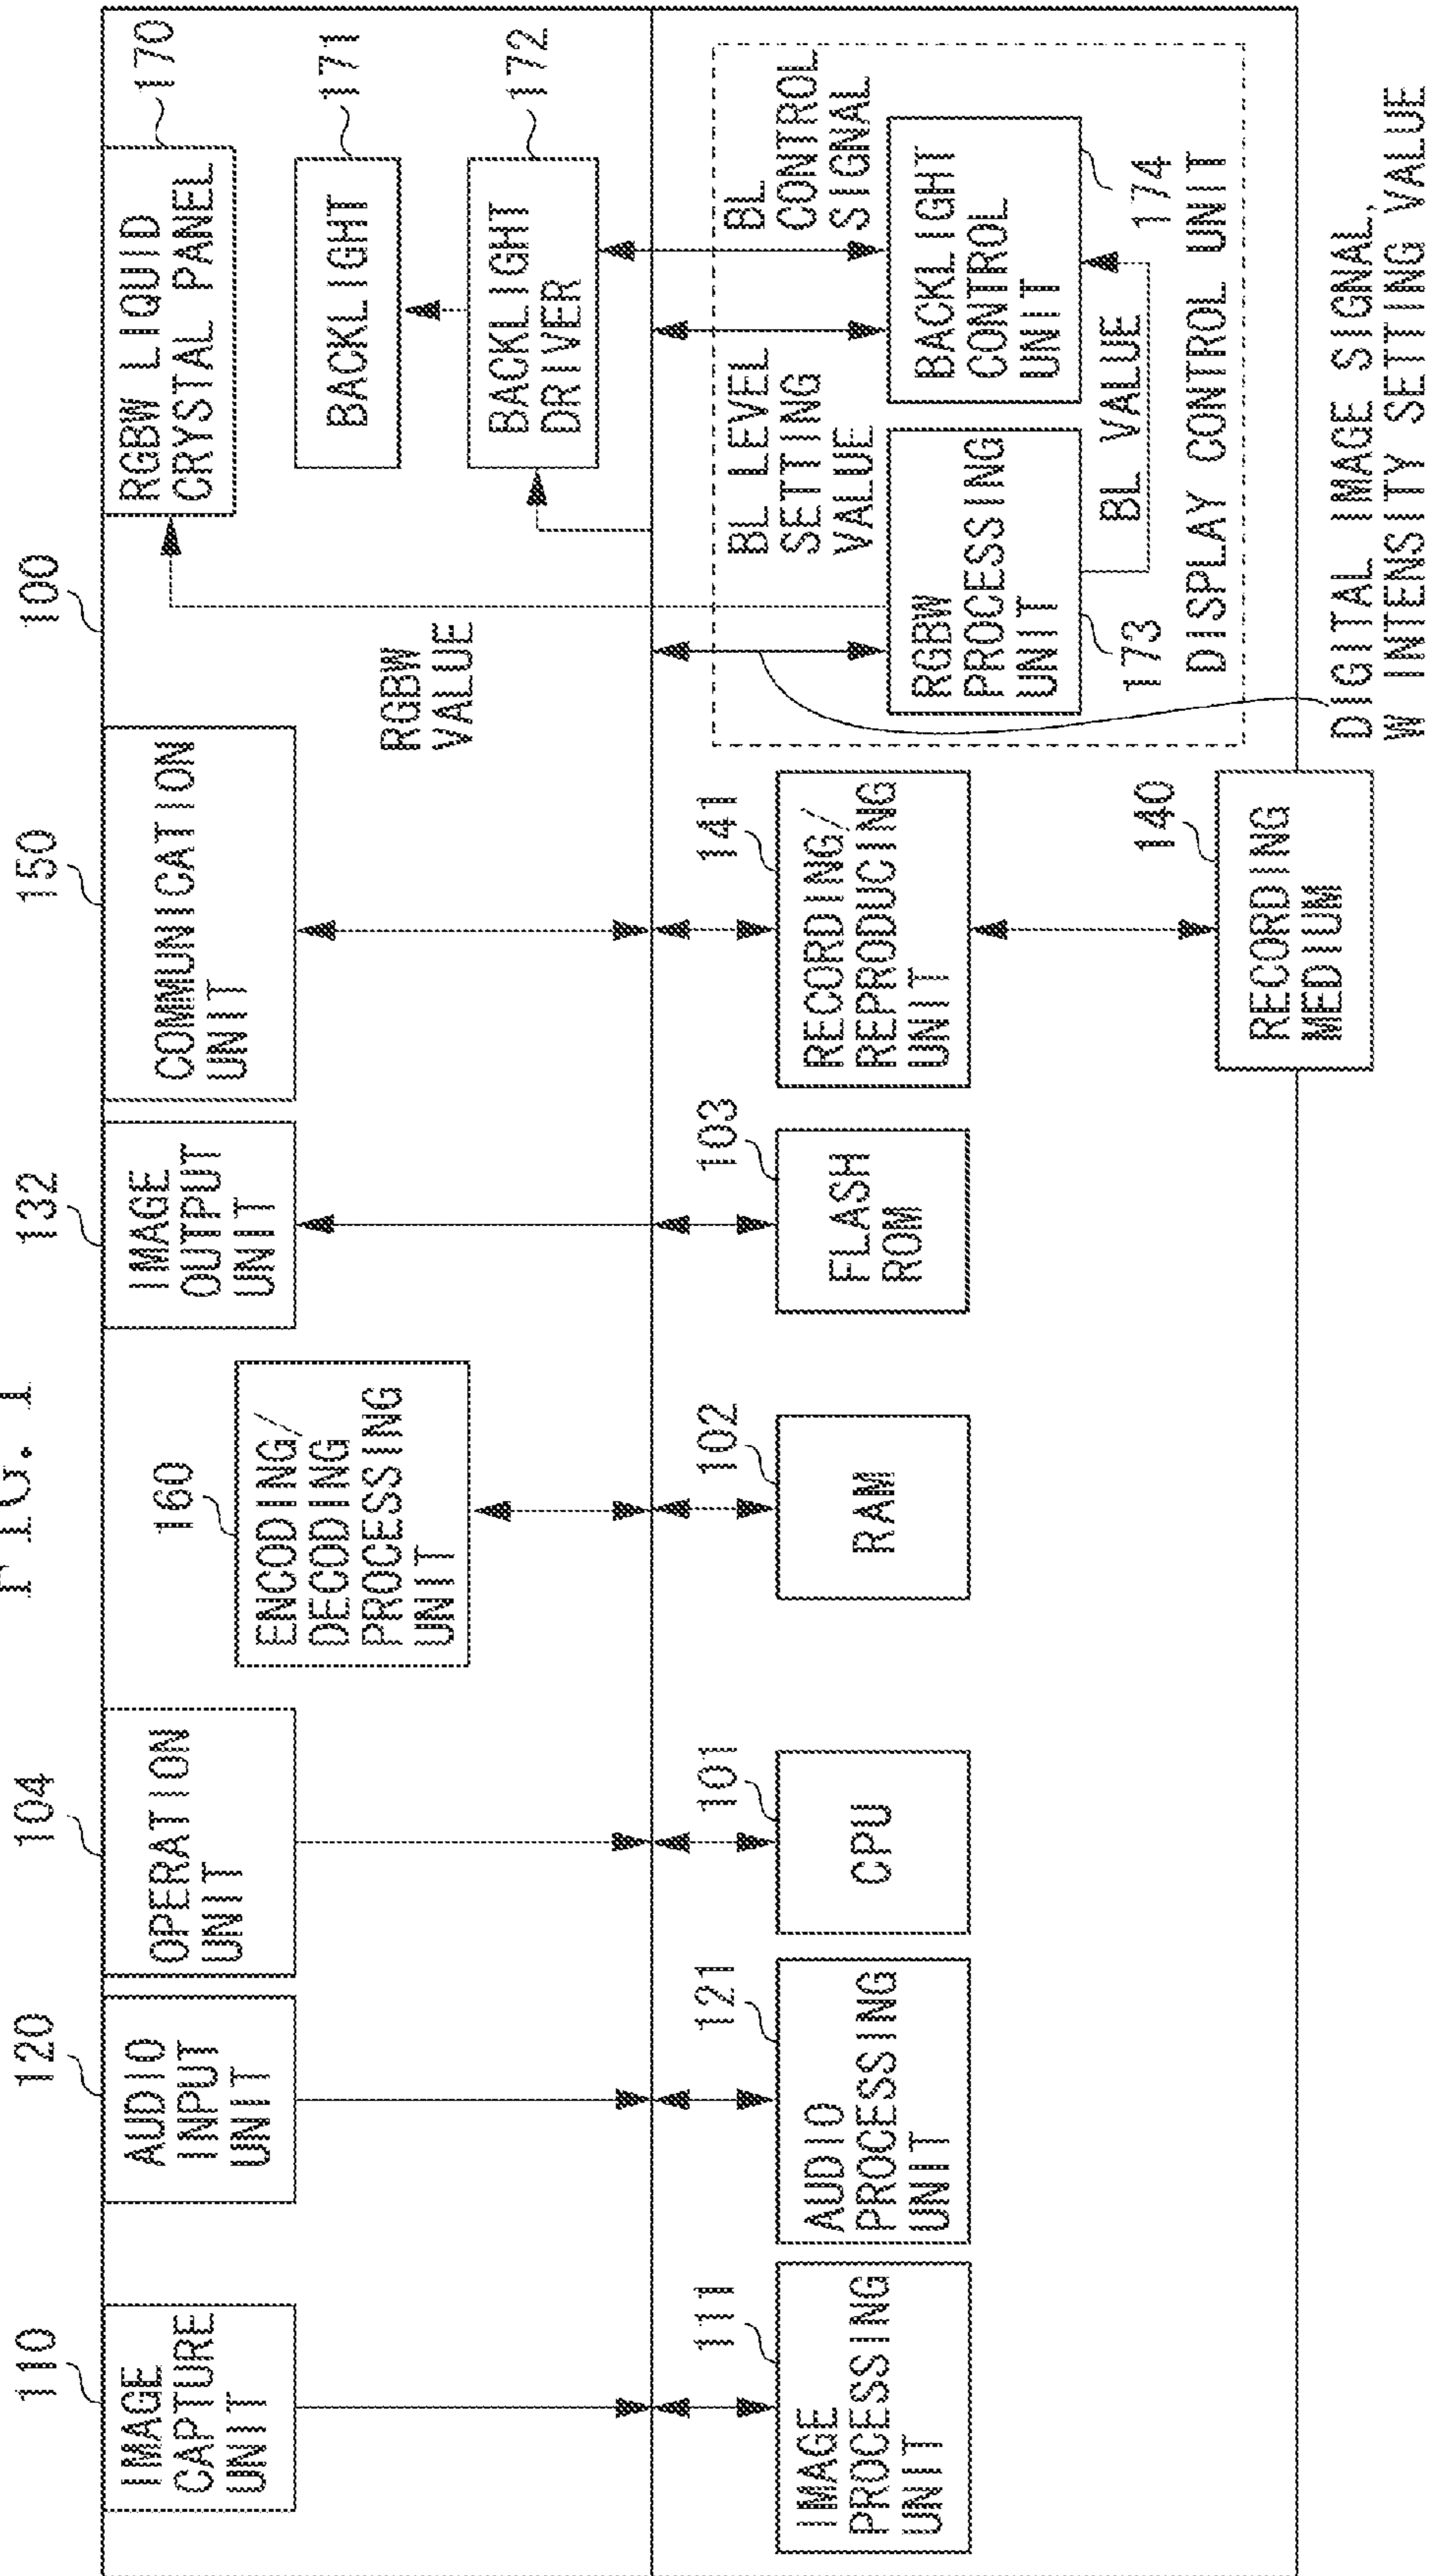 FIG. 1
100
110
IMAGE
CAPTURE
UNIT
120
AUDIO
INPUT
UNIT
104
OPERATION
UNIT
160
ENCODING/
DECODING
PROCESSING
UNIT
132
IMAGE
OUTPUT
UNIT
150
COMMUNICATION
UNIT
RGBW
VALUE
RGBW LIQUID
CRYSTAL PANEL
170
BACKLIGHT
171
BACKLIGHT
DRIVER
172
111
IMAGE
PROCESSING
UNIT
121
AUDIO
PROCESSING
UNIT
101
CPU
102
RAM
103
FLASH
ROM
141
RECORDING/
REPRODUCING
UNIT
140
RECORDING
MEDIUM
BL LEVEL
SETTING
VALUE
BL
CONTROL
SIGNAL
RGBW
PROCESSING
UNIT
173
BACKLIGHT
CONTROL
UNIT
174
BL VALUE
DISPLAY CONTROL UNIT
DIGITAL IMAGE SIGNAL,
W INTENSITY SETTING VALUE